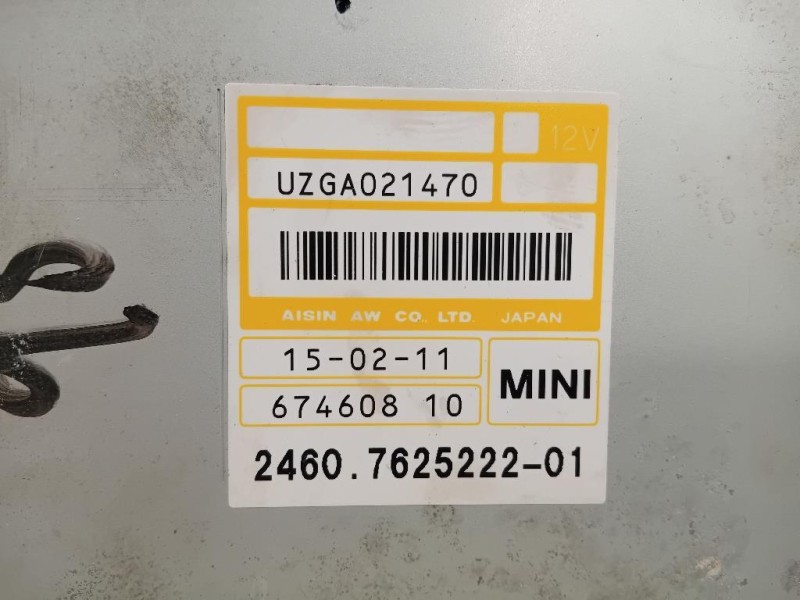 12V
UZGA021470
AISIN AW CO., LTD. JAPAN
15-02-11
MINI
674608 10
2460.7625222-01